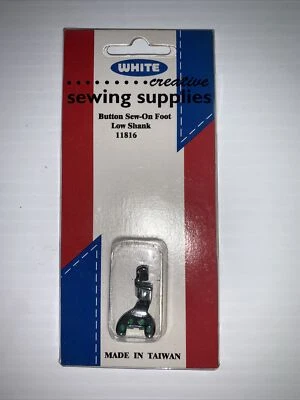 WHITE
creative
sewing supplies
Button Sew-On Foot
Low Shank
11816
MADE IN TAIWAN